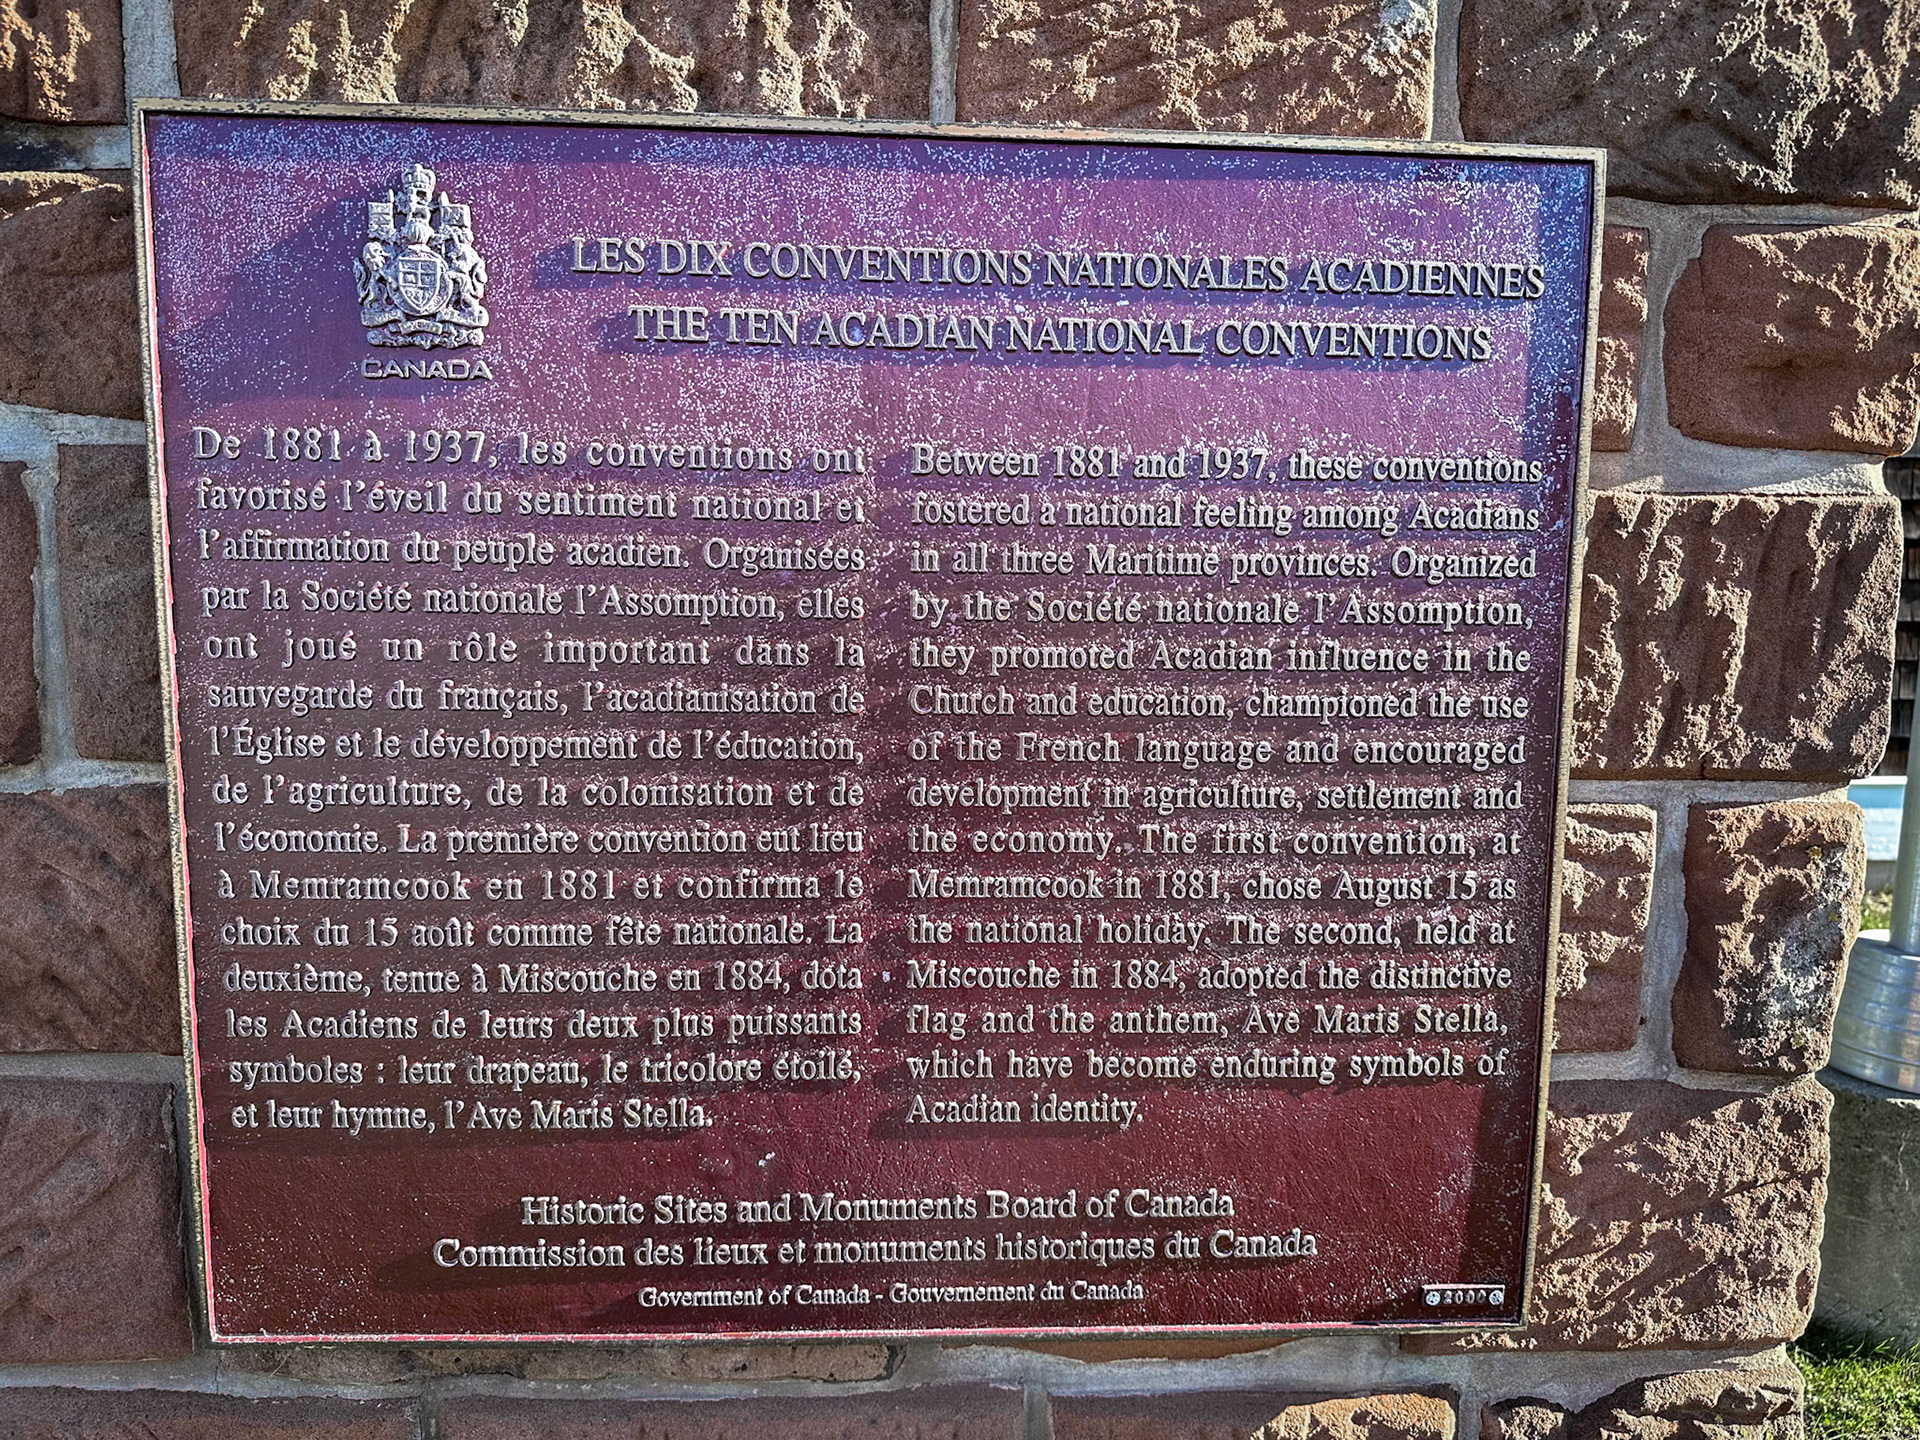 CANADA
LES DIX CONVENTIONS NATIONALES ACADIENNES
THE TEN ACADIAN NATIONAL CONVENTIONS
De 1881 à 1937, les conventions ont
favorisé l'éveil du sentiment national et
l'affirmation du peuple acadien. Organisées
par la Société nationale l'Assomption, elles
ont joué un rôle important dans la
sauvegarde du français, l'acadianisation de
l'Église et le développement de l'éducation,
de l'agriculture, de la colonisation et de
l'économie. La première convention eut lieu
à Memramcook en 1881 et confirma le
choix du 15 août comme fête nationale. La
deuxième, tenue à Miscouche en 1884, dota
les Acadiens de leurs deux plus puissants
symboles : leur drapeau, le tricolore étoilé,
et leur hymne, l'Ave Maris Stella.
Between 1881 and 1937, these conventions
fostered a national feeling among Acadians
in all three Maritime provinces. Organized
by the Société nationale l'Assomption,
they promoted Acadian influence in the
Church and education, championed the use
of the French language and encouraged
development in agriculture, settlement and
the economy. The first convention, at
Memramcook in 1881, chose August 15 as
the national holiday. The second, held at
Miscouche in 1884, adopted the distinctive
flag and the anthem, Ave Maris Stella,
which have become enduring symbols of
Acadian identity.
Historic Sites and Monuments Board of Canada
Commission des lieux et monuments historiques du Canada
Government of Canada - Gouvernement du Canada
2000